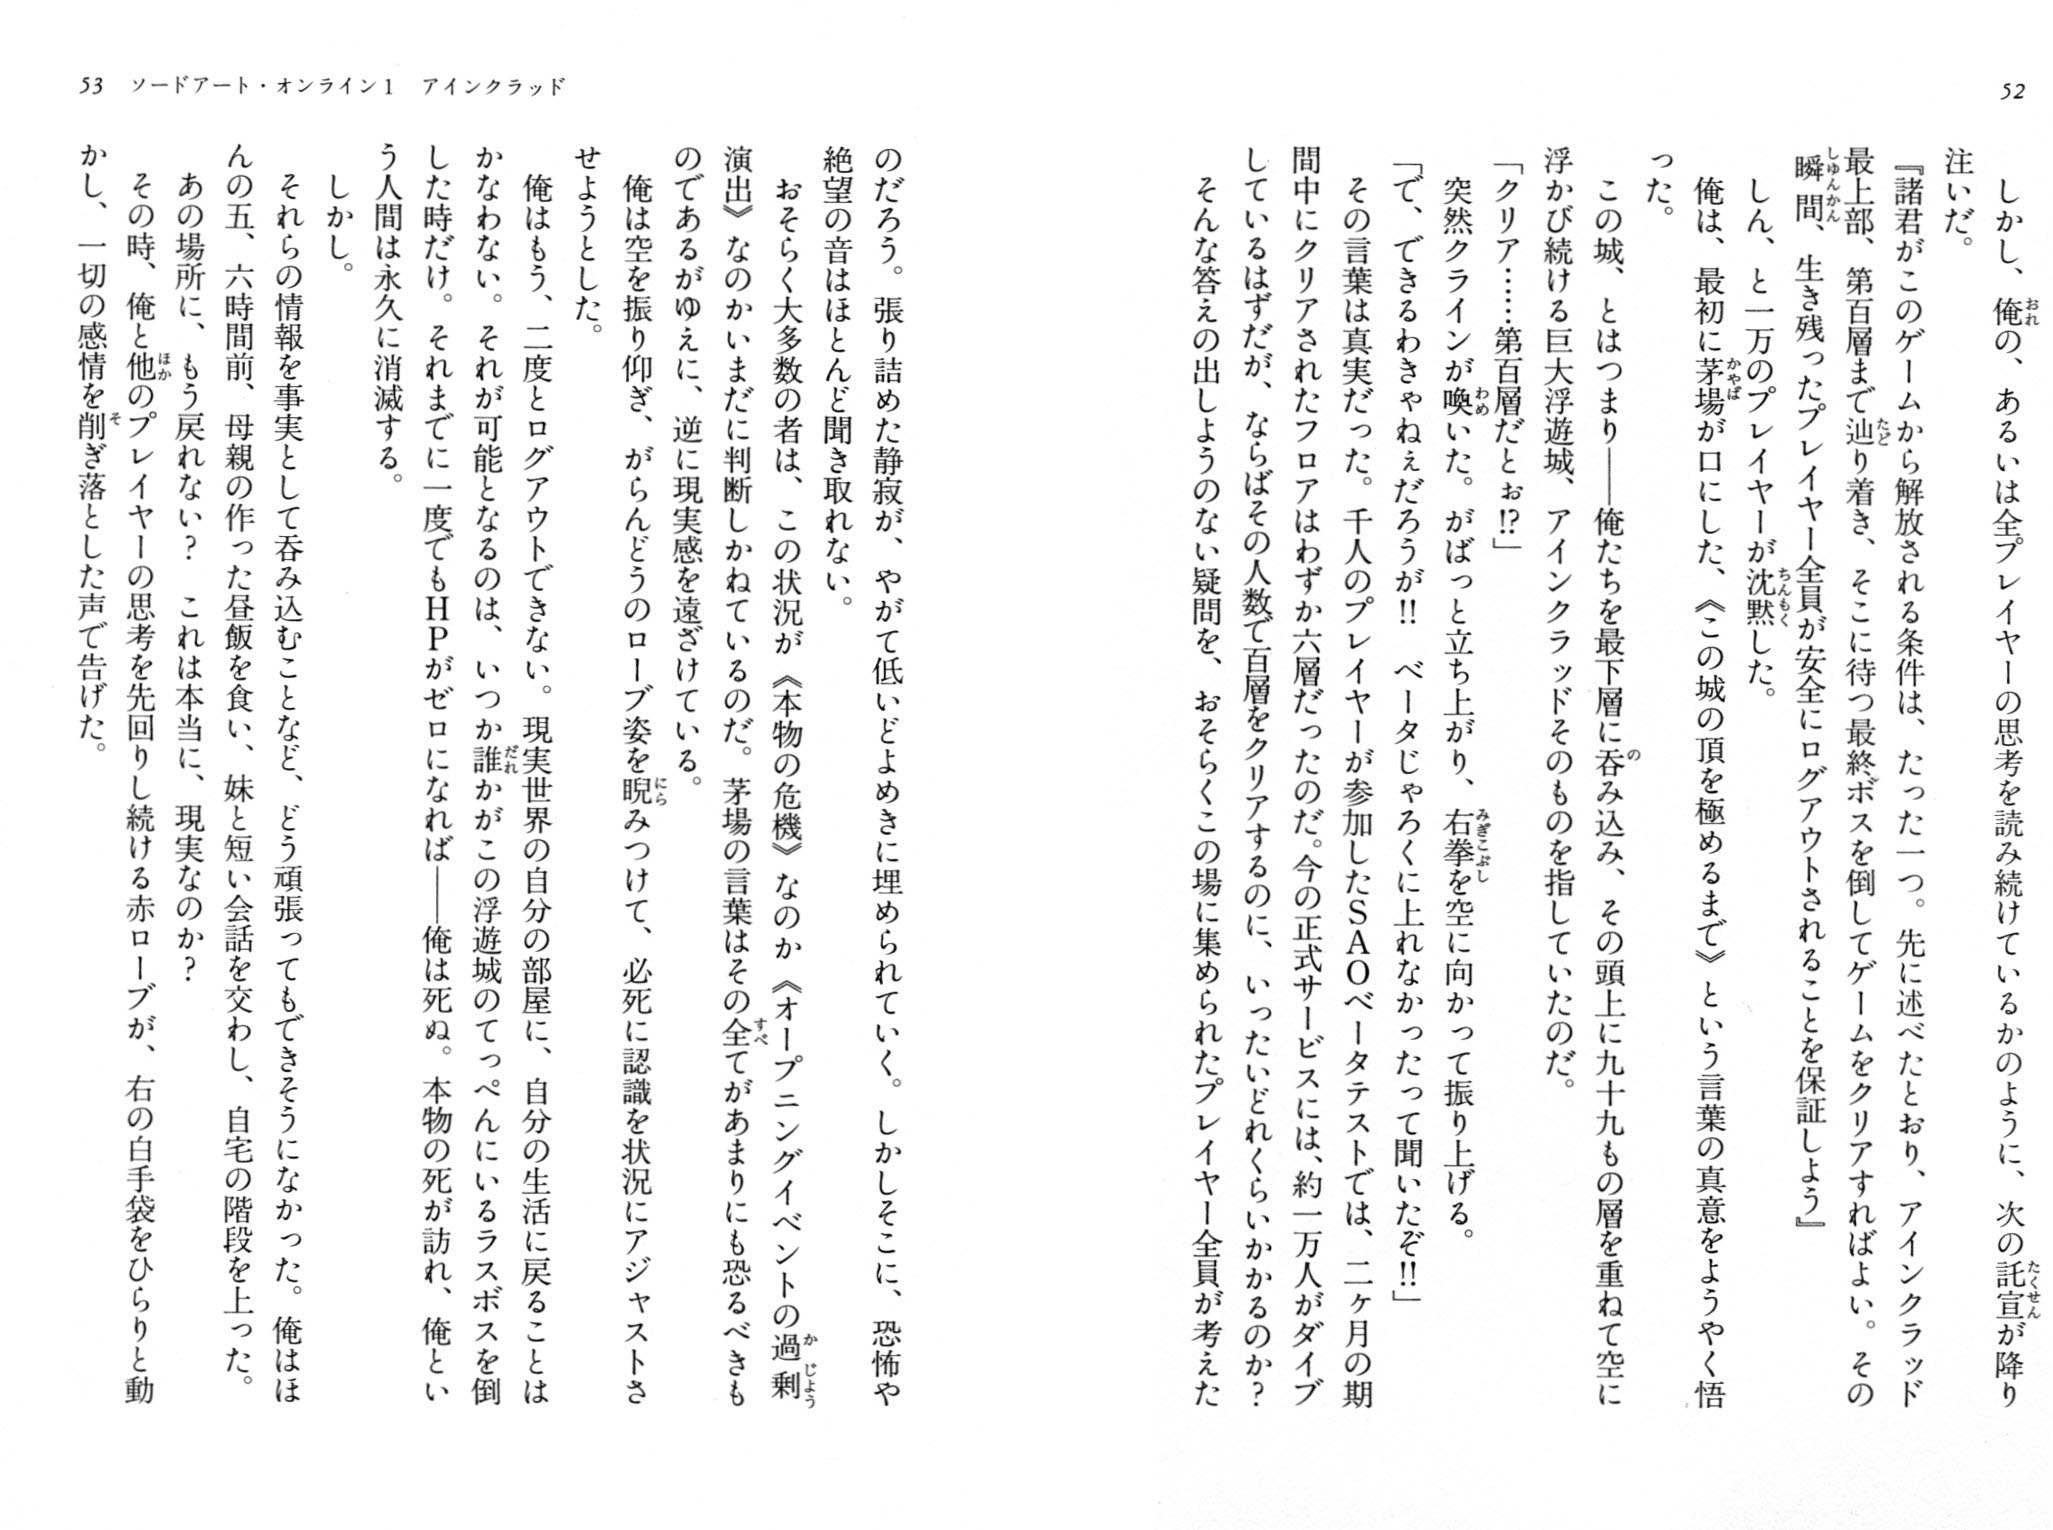 52
しかし、俺の、あるいは全プレイヤーの思考を読み続けているかのように、次の託宣が降り
注いだ。
『諸君がこのゲームから解放される条件は、たった一つ。先に述べたとおり、アインクラッド
最上部、第百層まで辿り着き、そこに待つ最終ボスを倒してゲームをクリアすればよい。その
瞬間、生き残ったプレイヤー全員が安全にログアウトされることを保証しよう』
しん、と一万のプレイヤーが沈黙した。
俺は、最初に茅場が口にした、《この城の頂を極めるまで》という言葉の真意をようやく悟
った。
この城、とはつまり――俺たちを最下層に呑み込み、その頭上に九十九もの層を重ねて空に
浮かび続ける巨大浮遊城、アインクラッドそのものを指していたのだ。
「クリア……第百層だとぉ!?」
突然クラインが喚いた。がばっと立ち上がり、右拳を空に向かって振り上げる。
「で、できるわきゃねぇだろうが!!　ベータじゃろくに上れなかったって聞いたぞ!!」
その言葉は真実だった。千人のプレイヤーが参加したSAOベータテストでは、二ヶ月の期
間中にクリアされたフロアはわずか六層だったのだ。今の正式サービスには、約一万人がダイブ
しているはずだが、ならばその人数で百層をクリアするのに、いったいどれくらいかかるのか?
そんな答えの出しようのない疑問を、おそらくこの場に集められたプレイヤー全員が考えた
53　ソードアート・オンライン1　アインクラッド
のだろう。張り詰めた静寂が、やがて低いどよめきに埋められていく。しかしそこに、恐怖や
絶望の音はほとんど聞き取れない。
おそらく大多数の者は、この状況が《本物の危機》なのか《オープニングイベントの過剰
演出》なのかいまだに判断しかねているのだ。茅場の言葉はその全てがあまりにも恐るべきも
のであるがゆえに、逆に現実感を遠ざけている。
俺は空を振り仰ぎ、がらんどうのローブ姿を睨みつけて、必死に認識を状況にアジャストさ
せようとした。
俺はもう、二度とログアウトできない。現実世界の自分の部屋に、自分の生活に戻ることは
かなわない。それが可能となるのは、いつか誰かがこの浮遊城のてっぺんにいるラスボスを倒
した時だけ。それまでに一度でもHPがゼロになれば――俺は死ぬ。本物の死が訪れ、俺とい
う人間は永久に消滅する。
しかし。
それらの情報を事実として呑み込むことなど、どう頑張ってもできそうになかった。俺はほ
んの五、六時間前、母親の作った昼飯を食い、妹と短い会話を交わし、自宅の階段を上った。
あの場所に、もう戻れない?　これは本当に、現実なのか?
その時、俺と他のプレイヤーの思考を先回りし続ける赤ローブが、右の白手袋をひらりと動
かし、一切の感情を削ぎ落とした声で告げた。